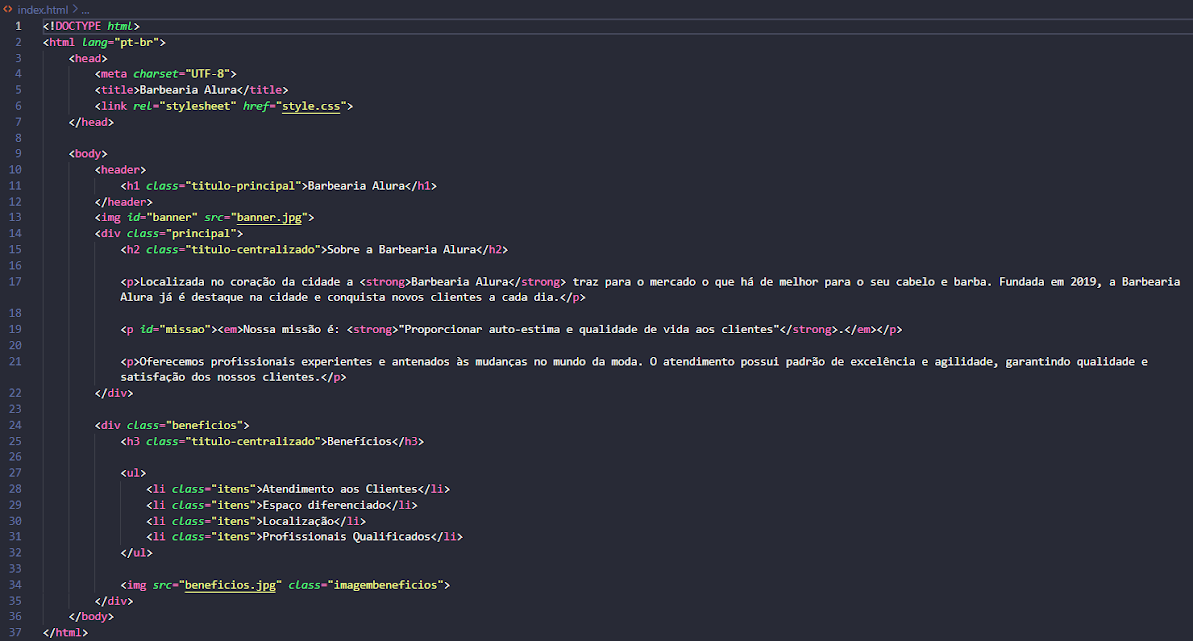 index.html > ...
1 <!DOCTYPE html>
2 <html lang="pt-br">
3     <head>
4         <meta charset="UTF-8">
5         <title>Barbearia Alura</title>
6         <link rel="stylesheet" href="style.css">
7     </head>
8
9     <body>
10         <header>
11             <h1 class="titulo-principal">Barbearia Alura</h1>
12         </header>
13         <img id="banner" src="banner.jpg">
14         <div class="principal">
15             <h2 class="titulo-centralizado">Sobre a Barbearia Alura</h2>
16
17             <p>Localizada no coração da cidade a <strong>Barbearia Alura</strong> traz para o mercado o que há de melhor para o seu cabelo e barba. Fundada em 2019, a Barbearia
            Alura já é destaque na cidade e conquista novos clientes a cada dia.</p>
18
19             <p id="missao"><em>Nossa missão é: <strong>"Proporcionar auto-estima e qualidade de vida aos clientes"</strong>.</em></p>
20
21             <p>Oferecemos profissionais experientes e antenados às mudanças no mundo da moda. O atendimento possui padrão de excelência e agilidade, garantindo qualidade e
            satisfação dos nossos clientes.</p>
22         </div>
23
24         <div class="beneficios">
25             <h3 class="titulo-centralizado">Benefícios</h3>
26
27             <ul>
28                 <li class="itens">Atendimento aos Clientes</li>
29                 <li class="itens">Espaço diferenciado</li>
30                 <li class="itens">Localização</li>
31                 <li class="itens">Profissionais Qualificados</li>
32             </ul>
33
34             <img src="beneficios.jpg" class="imagembeneficios">
35         </div>
36     </body>
37 </html>